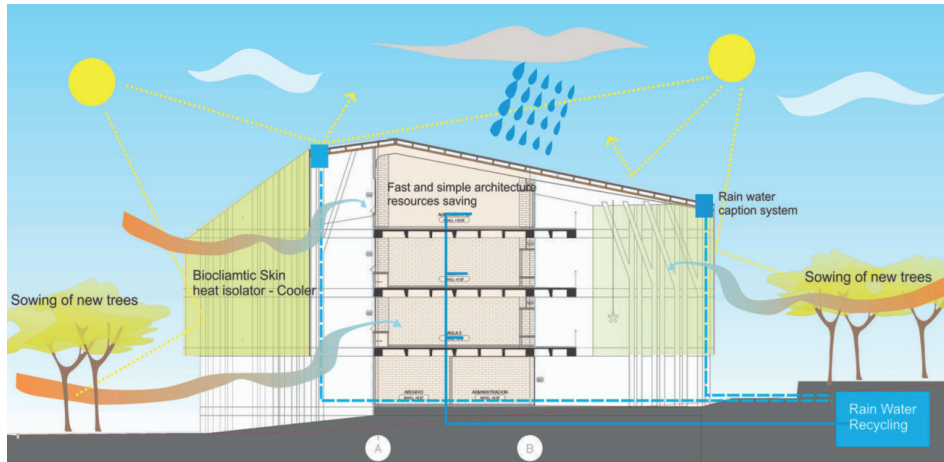 Fast and simple architecture
resources saving
Rain water
caption system
Biocliamtic Skin
heat isolator - Cooler
Sowing of new trees
Sowing of new trees
AULA 3
ARCHIVO
ADMINISTRACION
Rain Water
Recycling
A
B